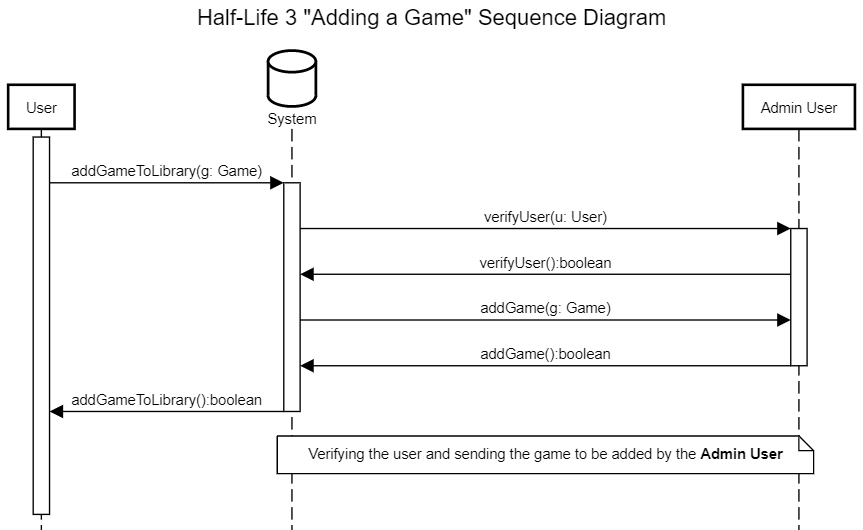 Half-Life 3 "Adding a Game" Sequence Diagram
User
System
Admin User
addGameToLibrary(g: Game)
verifyUser(u: User)
verifyUser():boolean
addGame(g: Game)
addGame():boolean
addGameToLibrary():boolean
Verifying the user and sending the game to be added by the Admin User